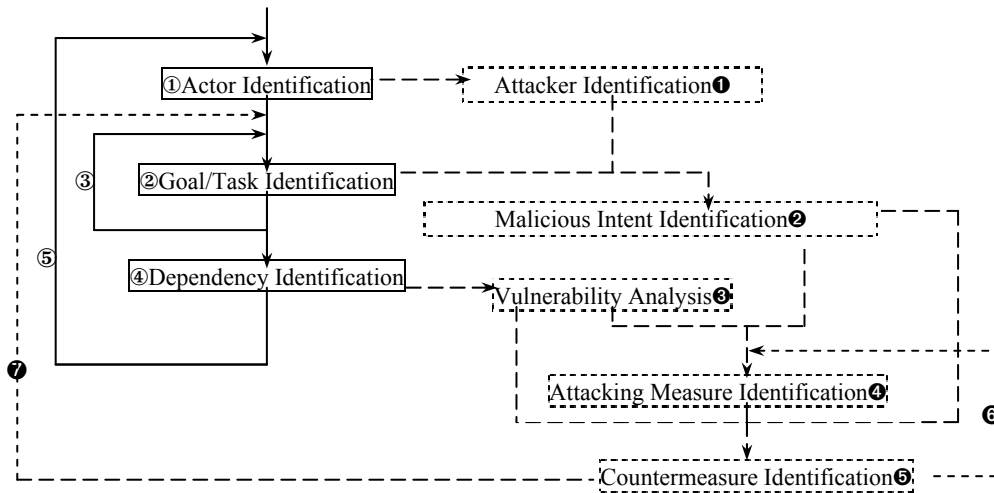 ①Actor Identification
Attacker Identification❶
③
②Goal/Task Identification
Malicious Intent Identification❷
⑤
④Dependency Identification
Vulnerability Analysis❸
❼
Attacking Measure Identification❹
❻
Countermeasure Identification❺